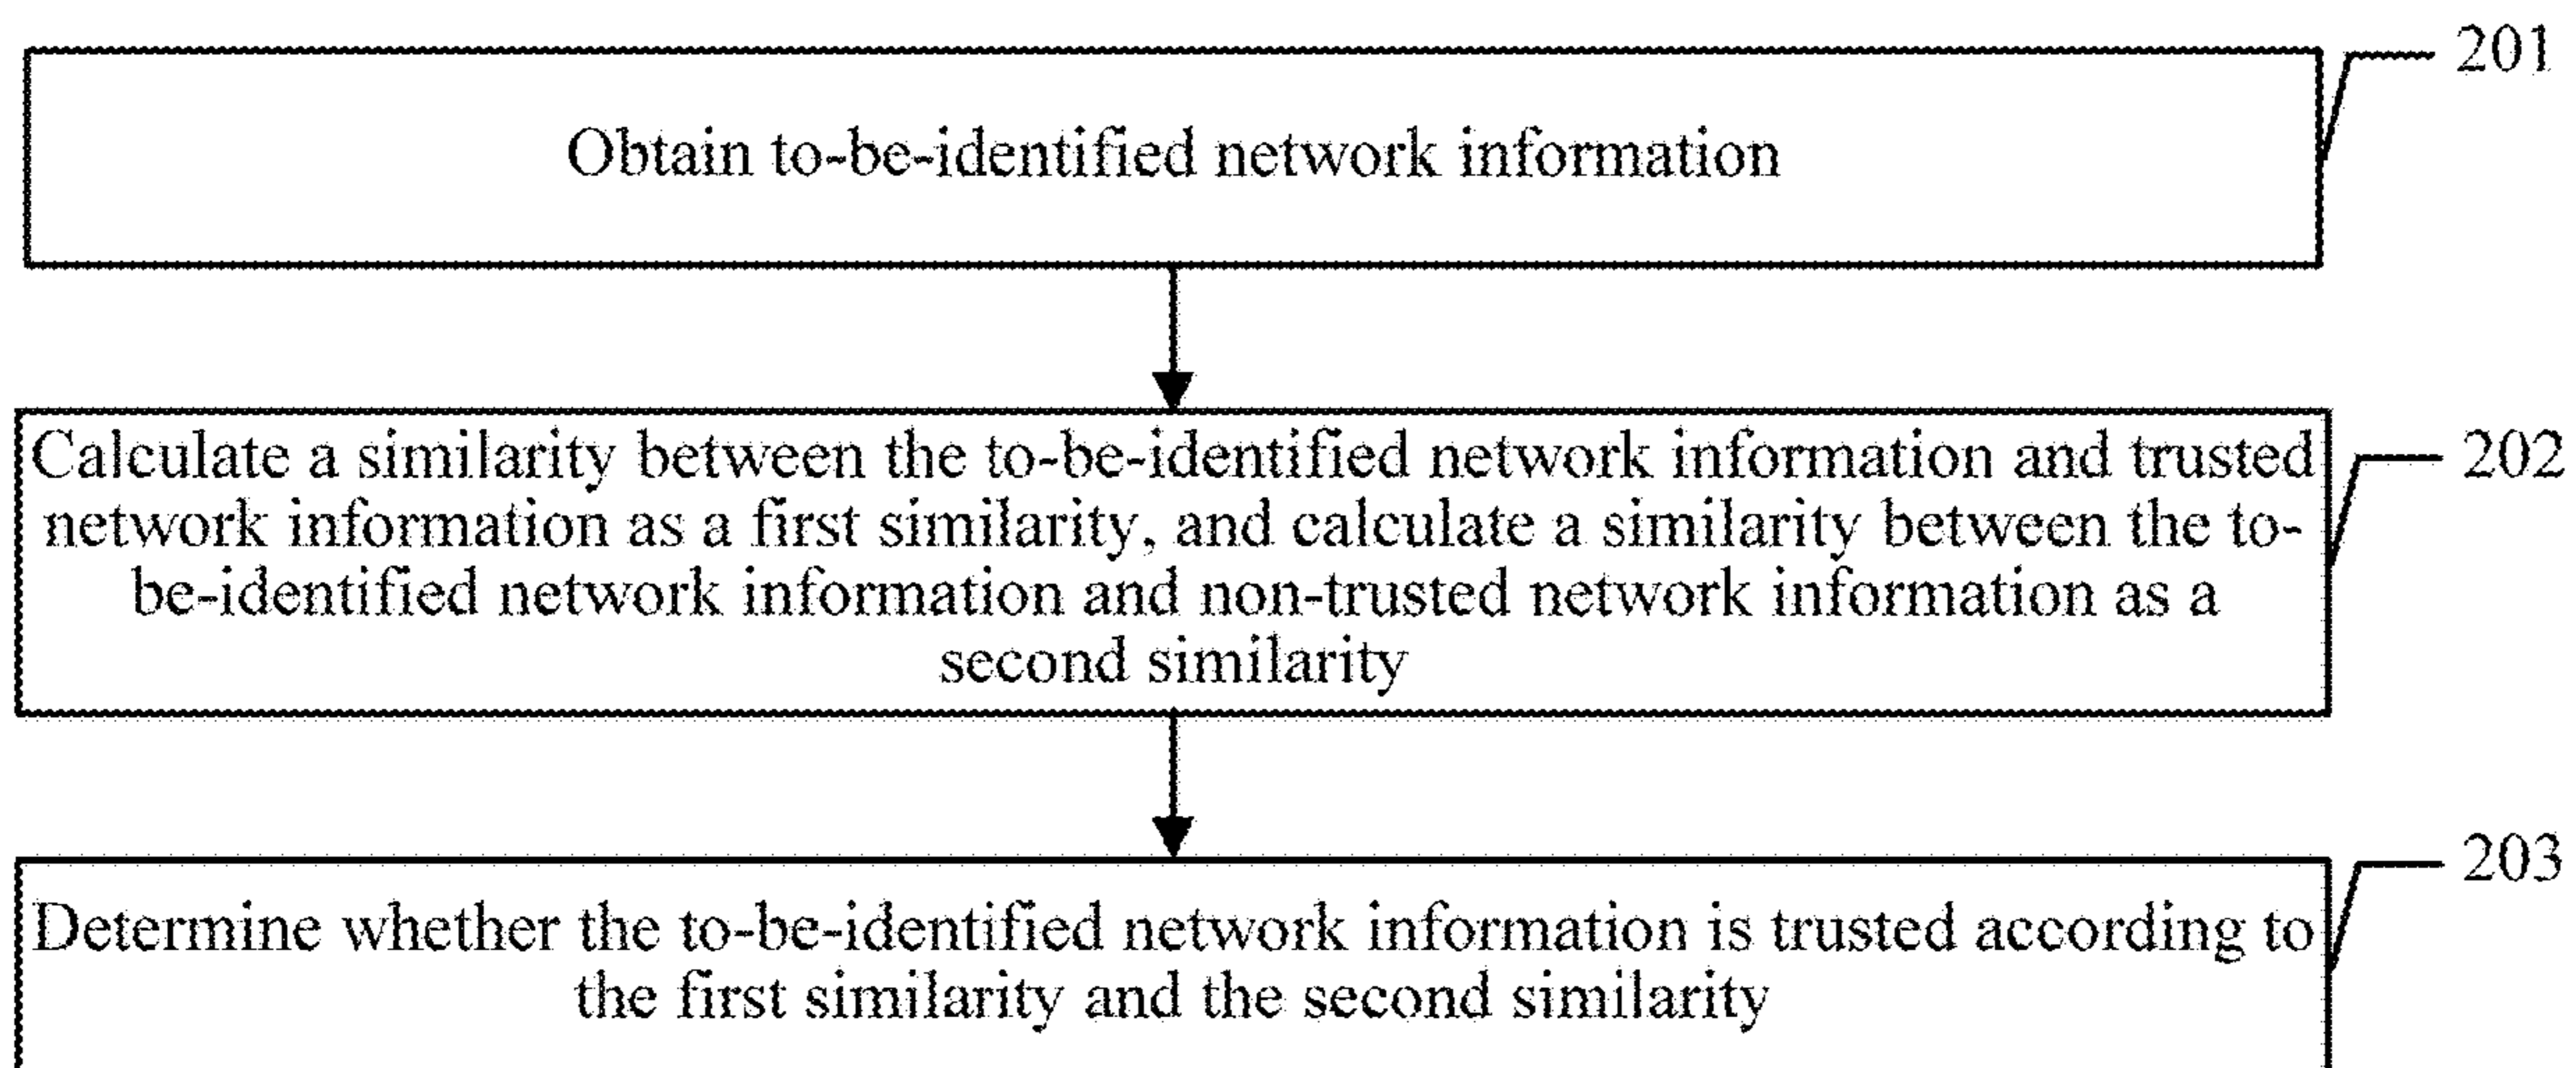 201
Obtain to-be-identified network information
Calculate a similarity between the to-be-identified network information and trusted
network information as a first similarity, and calculate a similarity between the to-
be-identified network information and non-trusted network information as a
second similarity
202
Determine whether the to-be-identified network information is trusted according to
the first similarity and the second similarity
203